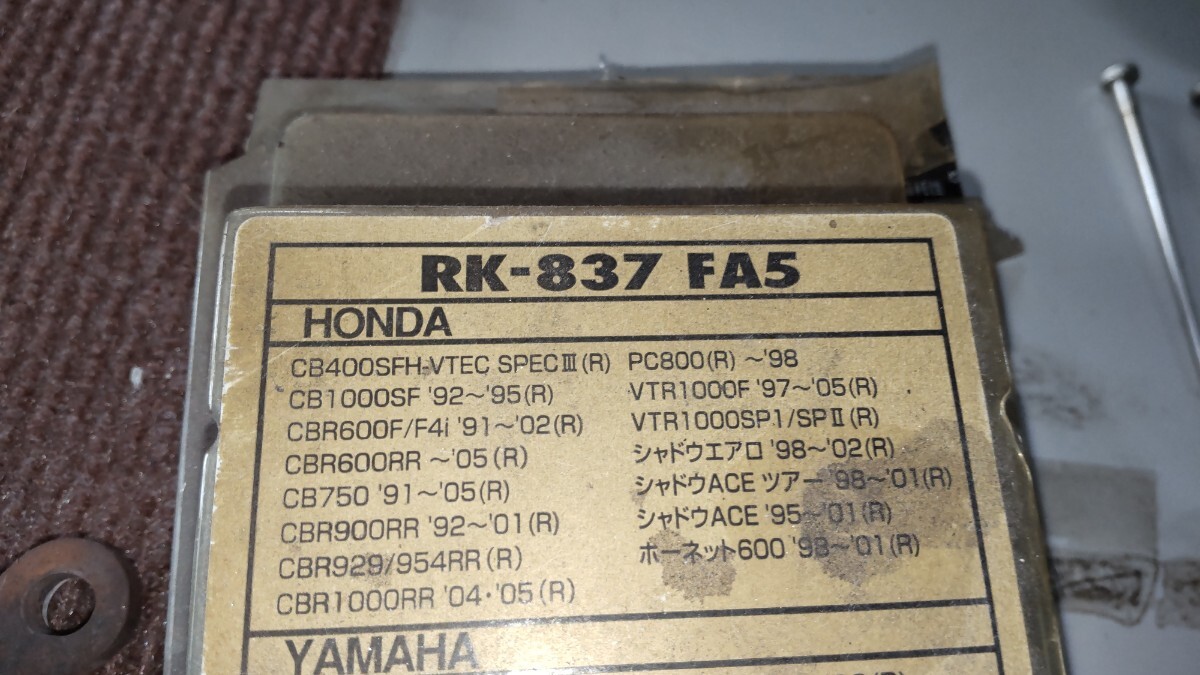 RK-837 FA5
HONDA
CB400SFH-VTEC SPECⅢ(R)
CB1000SF '92～'95(R)
CBR600F/F4i '91～'02(R)
CBR600RR ～'05(R)
CB750 '91～'05(R)
CBR900RR '92～'01(R)
CBR929/954RR(R)
CBR1000RR '04・'05(R)
PC800(R) ～'98
VTR1000F '97～'05(R)
VTR1000SP1/SPⅡ(R)
シャドウエアロ '98～'02(R)
シャドウACE ツアー '98～'01(R)
シャドウACE '95～'01(R)
ホーネット600 '98～'01(R)
YAMAHA